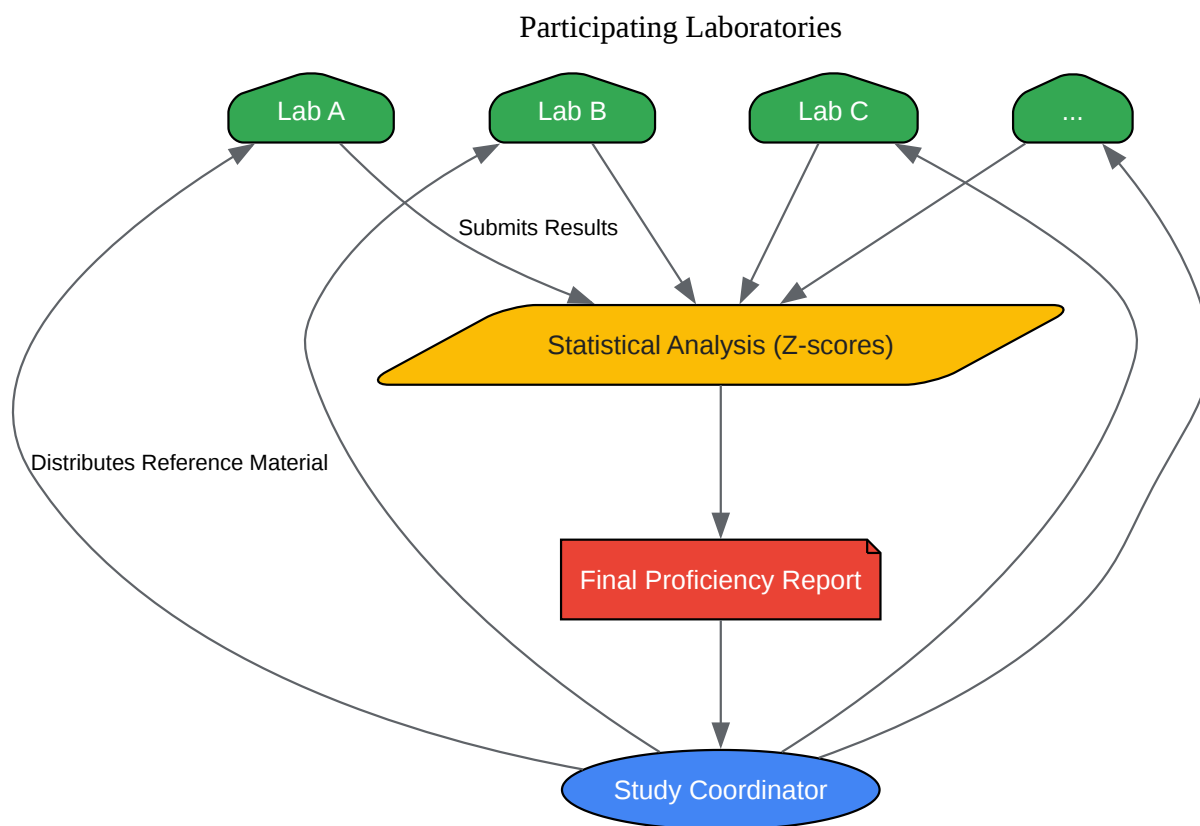 Participating Laboratories
Lab A
Lab B
Lab C
...
Submits Results
Statistical Analysis (Z-scores)
Distributes Reference Material
Final Proficiency Report
Study Coordinator